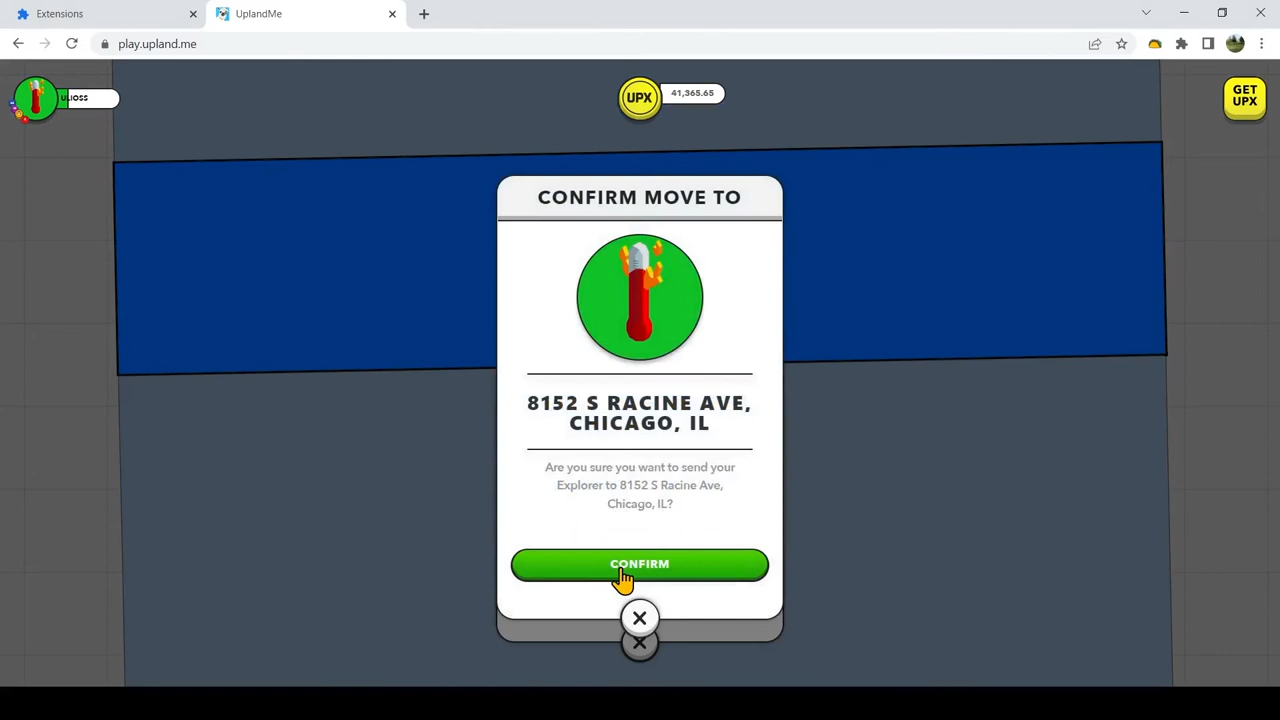 Extensions
UplandMe
play.upland.me
ULIOSS
UPX
41,365.65
GET
UPX
CONFIRM MOVE TO
8152 S RACINE AVE,
CHICAGO, IL
Are you sure you want to send your
Explorer to 8152 S Racine Ave,
Chicago, IL?
CONFIRM